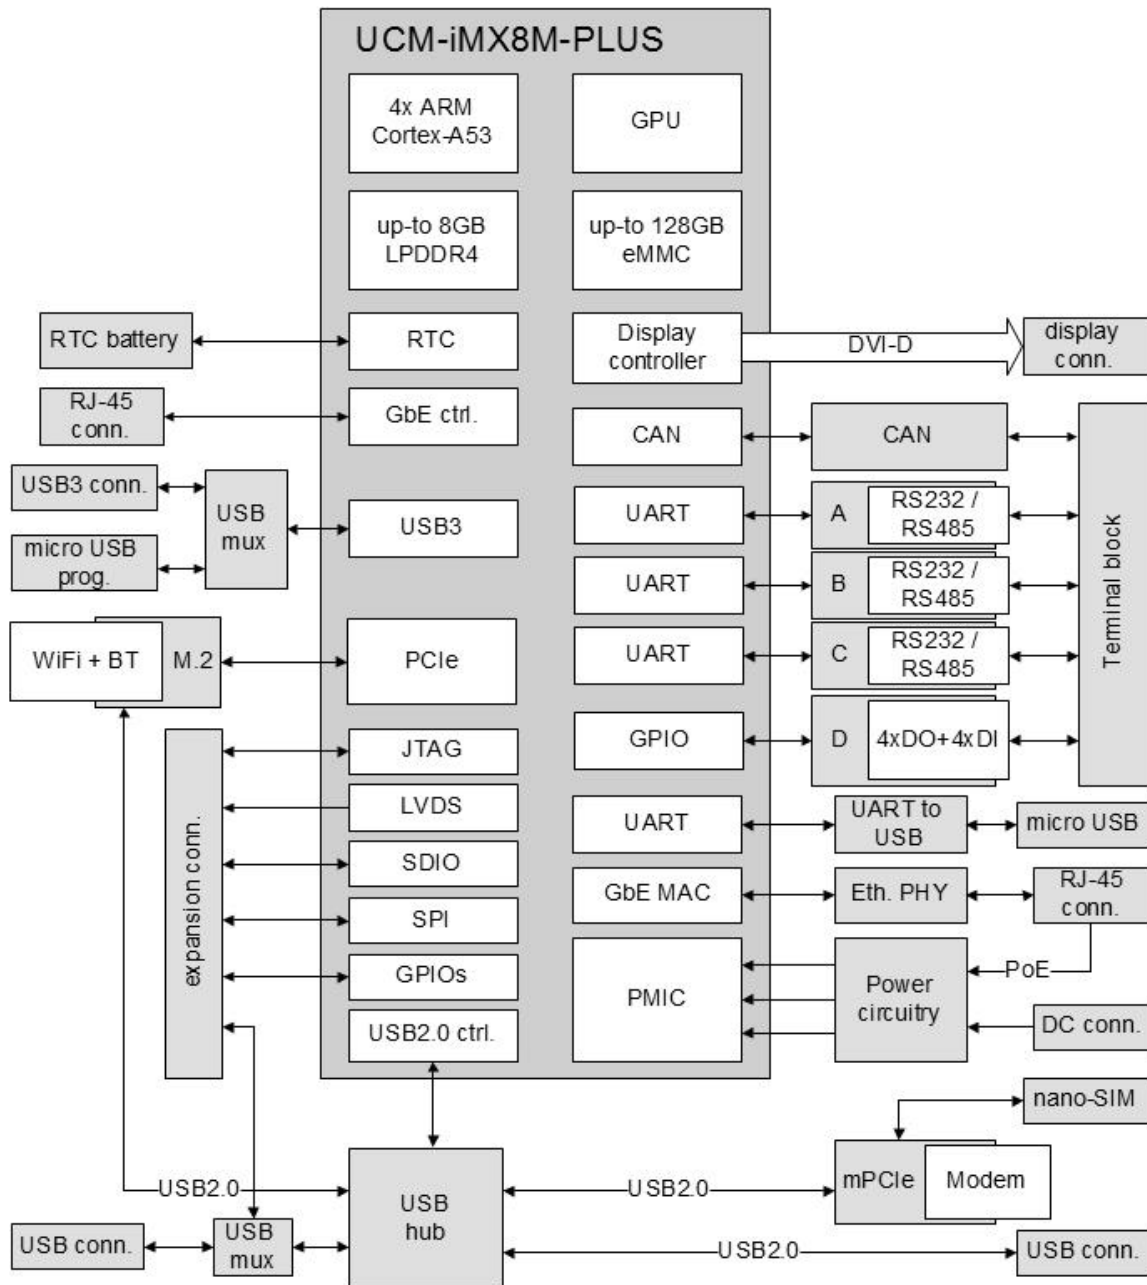 UCM-iMX8M-PLUS
4x ARM
Cortex-A53
GPU
up-to 8GB
LPDDR4
up-to 128GB
eMMC
RTC battery
RTC
Display
controller
DVI-D
display
conn.
RJ-45
conn.
GbE ctrl.
CAN
CAN
USB3 conn.
micro USB
prog.
USB
mux
USB3
UART
A
RS232 /
RS485
UART
B
RS232 /
RS485
UART
C
RS232 /
RS485
Terminal block
WiFi + BT
M.2
PCIe
GPIO
D
4xDO+4xDI
expansion conn.
JTAG
LVDS
SDIO
SPI
GPIOs
USB2.0 ctrl.
UART
UART to
USB
micro USB
GbE MAC
Eth. PHY
RJ-45
conn.
PMIC
Power
circuitry
PoE
DC conn.
nano-SIM
mPCIe
Modem
USB2.0
USB
hub
USB2.0
USB conn.
USB
mux
USB2.0
USB conn.